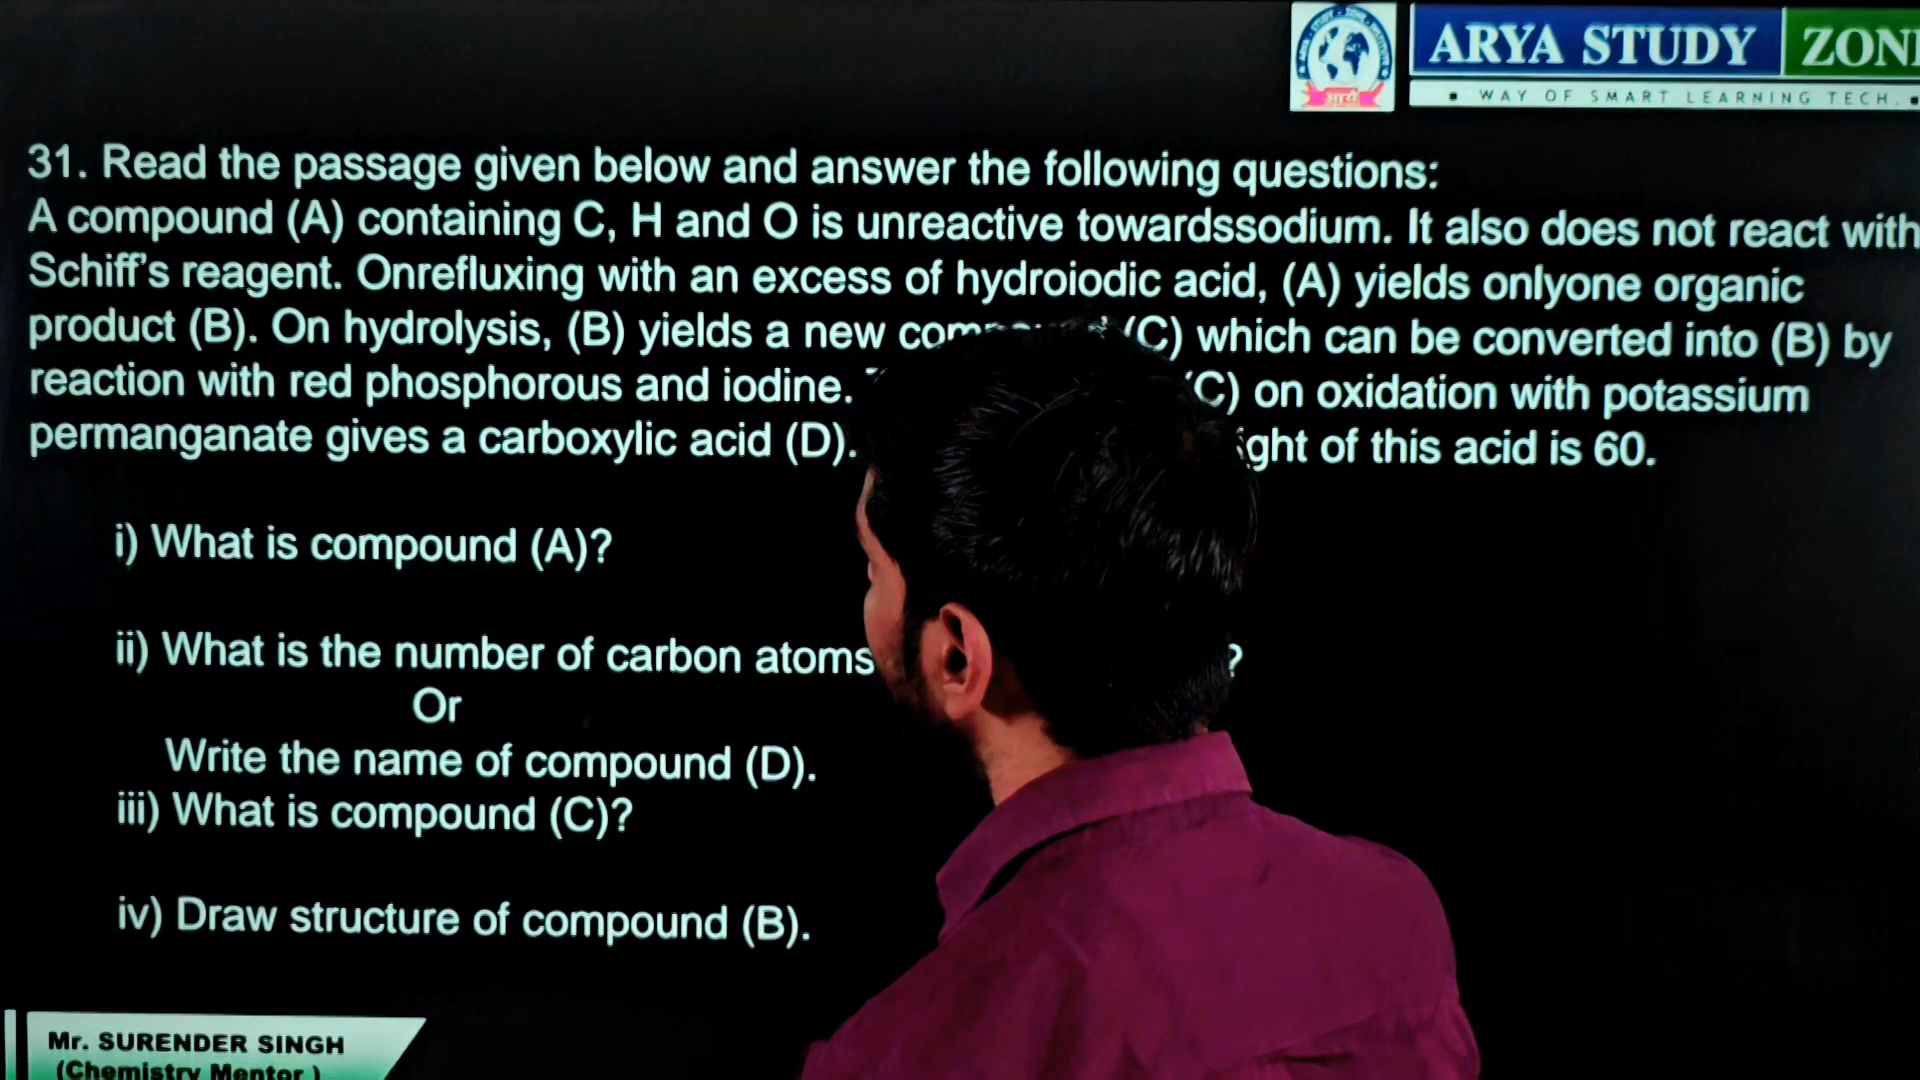 ARYA STUDY ZONE
WAY OF SMART LEARNING TECH.
आर्य
31. Read the passage given below and answer the following questions:
A compound (A) containing C, H and O is unreactive towardssodium. It also does not react with
Schiff's reagent. Onrefluxing with an excess of hydroiodic acid, (A) yields onlyone organic
product (B). On hydrolysis, (B) yields a new compound (C) which can be converted into (B) by
reaction with red phosphorous and iodine. (C) on oxidation with potassium
permanganate gives a carboxylic acid (D). of this acid is 60.
i) What is compound (A)?
ii) What is the number of carbon atoms ?
Or
Write the name of compound (D).
iii) What is compound (C)?
iv) Draw structure of compound (B).
Mr. SURENDER SINGH
(Chemistry Mentor )